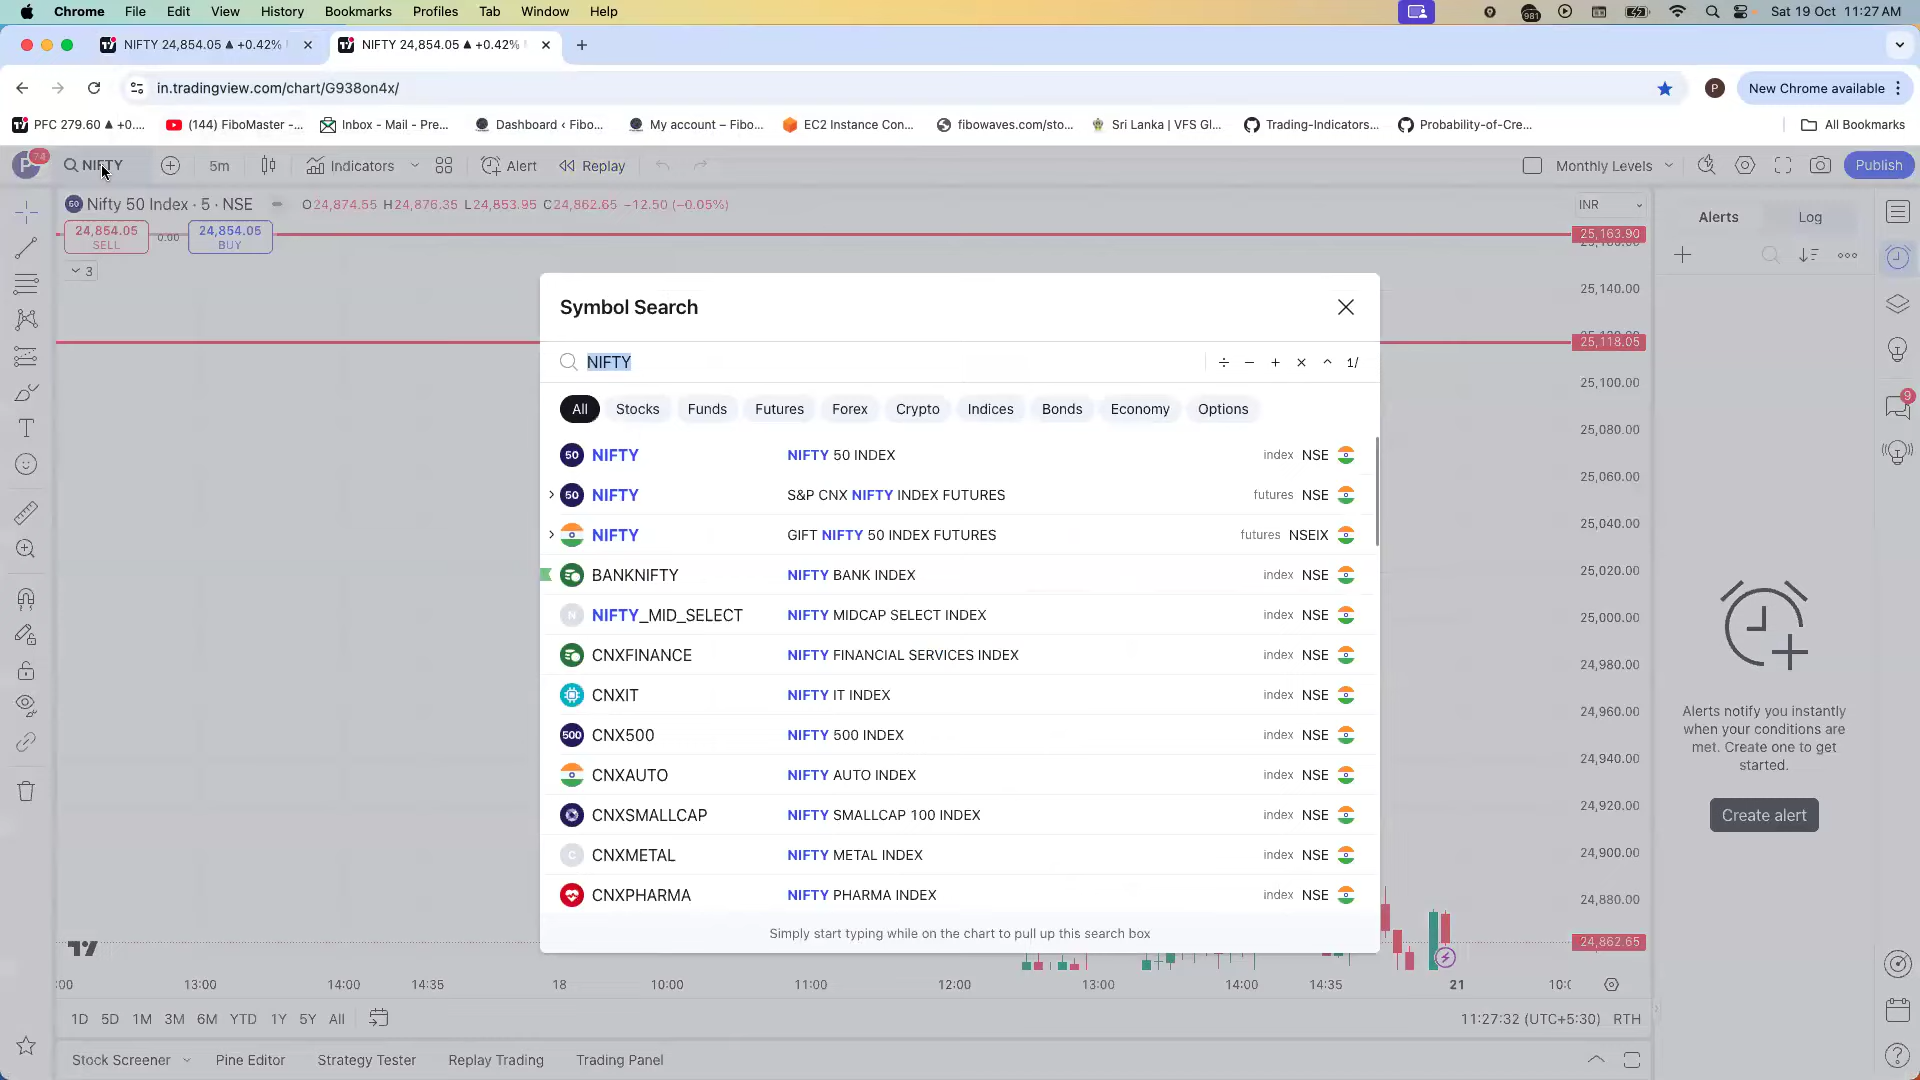 Chrome File Edit View History Bookmarks Profiles Tab Window Help 981 Sat 19 Oct 11:27 AM
NIFTY 24,854.05 ▲ +0.42% NIFTY 24,854.05 ▲ +0.42%
in.tradingview.com/chart/G938on4x/ P New Chrome available
PFC 279.60 ▲ +0.... (144) FiboMaster -... Inbox - Mail - Pre... Dashboard ‹ Fibo... My account – Fibo... EC2 Instance Con... fibowaves.com/sto... Sri Lanka | VFS Gl... Trading-Indicators... Probability-of-Cre... All Bookmarks
P 74 NIFTY 5m Indicators Alert Replay Monthly Levels Publish
50 Nifty 50 Index · 5 · NSE O24,874.55 H24,876.35 L24,853.95 C24,862.65 −12.50 (−0.05%) INR
24,854.05 SELL 0.00 24,854.05 BUY
3
25,163.90
25,140.00
25,118.05
25,100.00
25,080.00
25,060.00
25,040.00
25,020.00
25,000.00
24,980.00
24,960.00
24,940.00
24,920.00
24,900.00
24,880.00
24,862.65
Symbol Search
NIFTY ÷ − + × ^ 1/
All Stocks Funds Futures Forex Crypto Indices Bonds Economy Options
50 NIFTY NIFTY 50 INDEX index NSE
50 NIFTY S&P CNX NIFTY INDEX FUTURES futures NSE
NIFTY GIFT NIFTY 50 INDEX FUTURES futures NSEIX
BANKNIFTY NIFTY BANK INDEX index NSE
N NIFTY_MID_SELECT NIFTY MIDCAP SELECT INDEX index NSE
CNXFINANCE NIFTY FINANCIAL SERVICES INDEX index NSE
CNXIT NIFTY IT INDEX index NSE
500 CNX500 NIFTY 500 INDEX index NSE
CNXAUTO NIFTY AUTO INDEX index NSE
CNXSMALLCAP NIFTY SMALLCAP 100 INDEX index NSE
C CNXMETAL NIFTY METAL INDEX index NSE
CNXPHARMA NIFTY PHARMA INDEX index NSE
Simply start typing while on the chart to pull up this search box
Alerts Log
9
Alerts notify you instantly
when your conditions are
met. Create one to get
started.
Create alert
:00 13:00 14:00 14:35 18 10:00 11:00 12:00 13:00 14:00 14:35 21 10:0
1D 5D 1M 3M 6M YTD 1Y 5Y All 11:27:32 (UTC+5:30) RTH
Stock Screener Pine Editor Strategy Tester Replay Trading Trading Panel